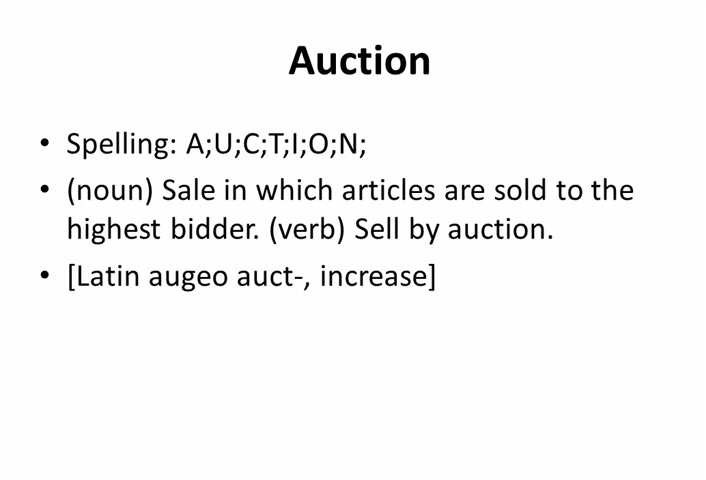 Auction
• Spelling: A;U;C;T;I;O;N;
• (noun) Sale in which articles are sold to the
highest bidder. (verb) Sell by auction.
• [Latin augeo auct-, increase]